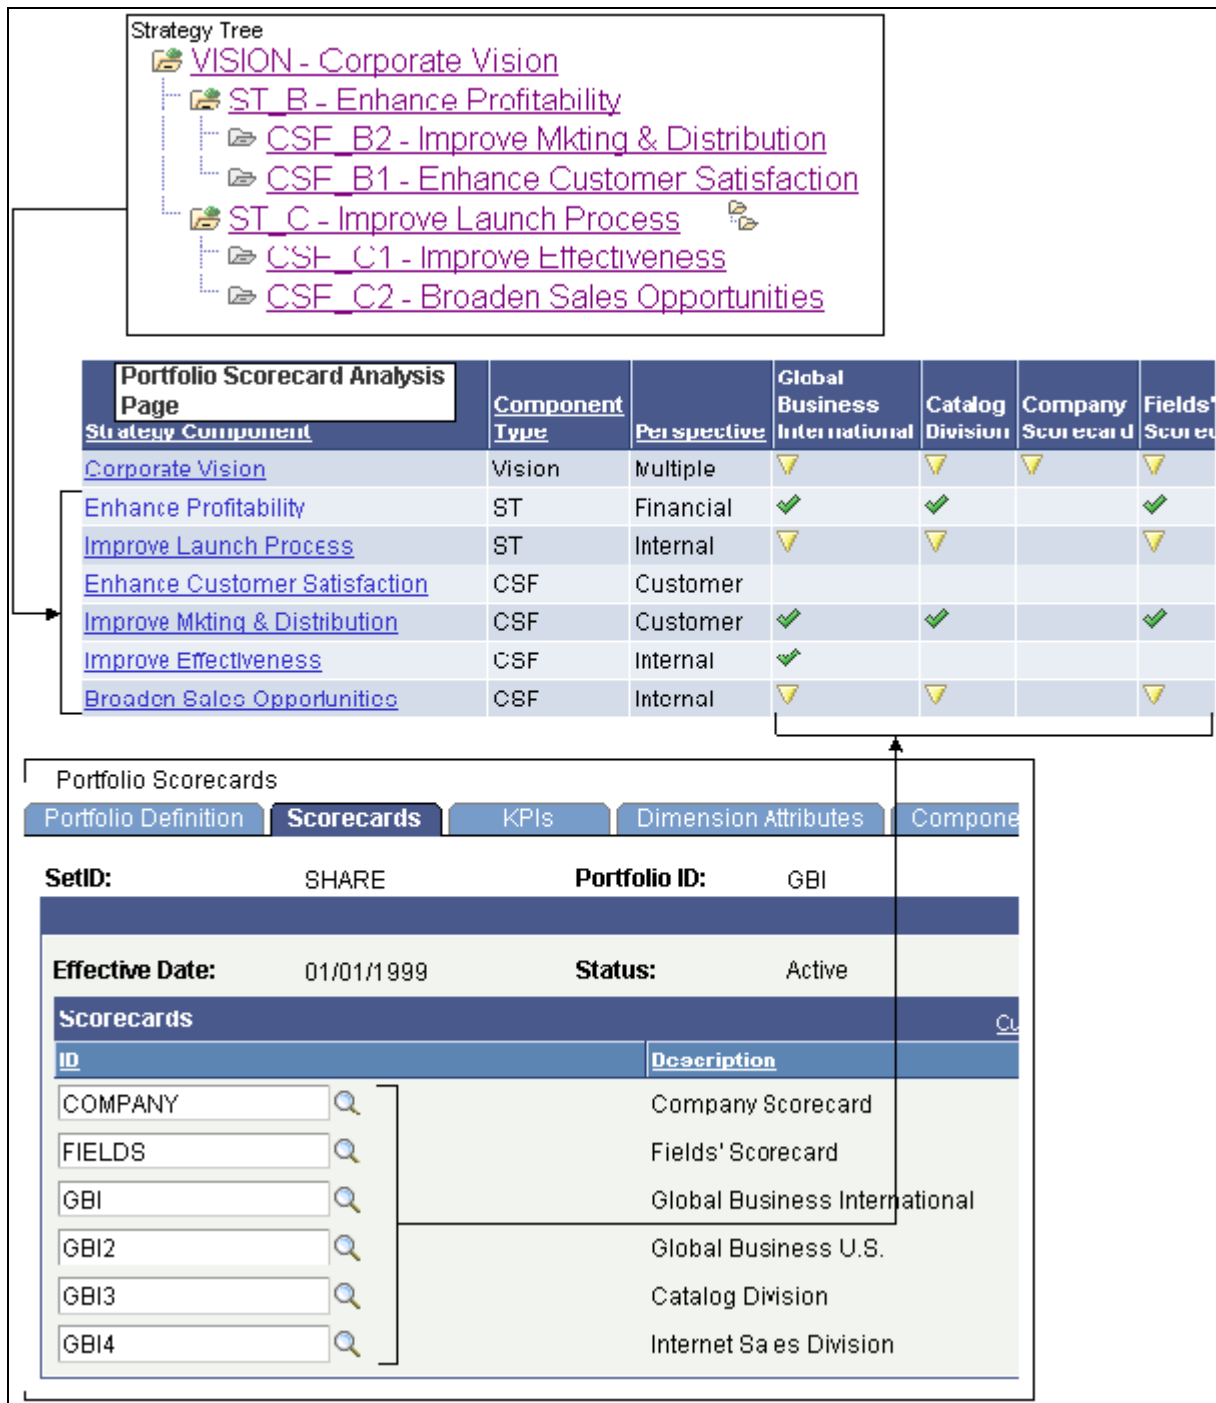 Strategy Tree
VISION - Corporate Vision
ST_B - Enhance Profitability
CSF_B2 - Improve Mkting & Distribution
CSF_B1 - Enhance Customer Satisfaction
ST_C - Improve Launch Process
CSF_C1 - Improve Effectiveness
CSF_C2 - Broaden Sales Opportunities
Portfolio Scorecard Analysis Page
Strategy Component Component Type Perspective Global Business International Catalog Division Company Scorecard Fields'
Corporate Vision Vision Multiple
Enhance Profitability ST Financial
Improve Launch Process ST Internal
Enhance Customer Satisfaction CSF Customer
Improve Mkting & Distribution CSF Customer
Improve Effectiveness CSF Internal
Broaden Sales Opportunities CSF Internal
Portfolio Scorecards
Portfolio Definition Scorecards KPIs Dimension Attributes Compone
SetID: SHARE Portfolio ID: GBI
Effective Date: 01/01/1999 Status: Active
Scorecards Cu
ID Description
COMPANY Company Scorecard
FIELDS Fields' Scorecard
GBI Global Business International
GBI2 Global Business U.S.
GBI3 Catalog Division
GBI4 Internet Sales Division